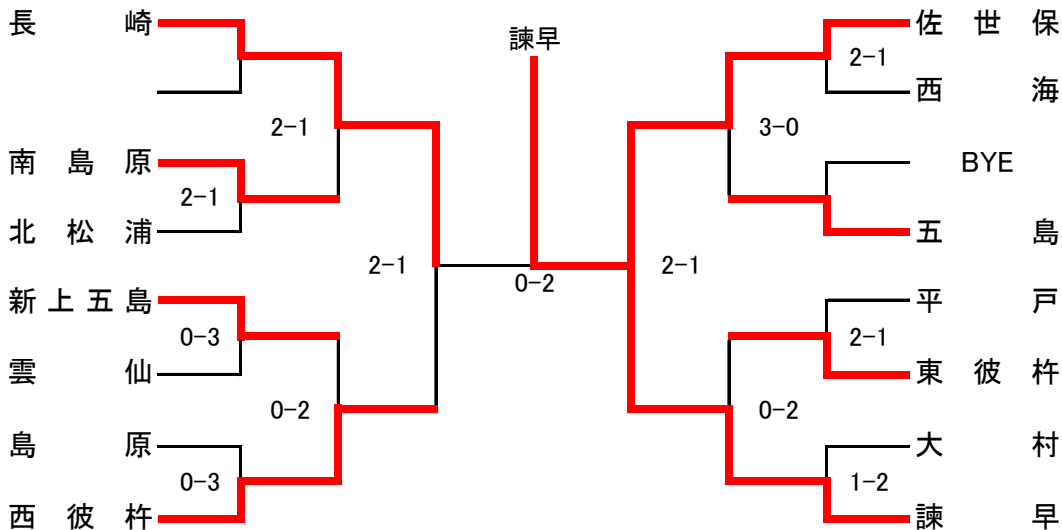 長崎
南島原
北松浦
新上五島
雲仙
島原
西彼杵
2-1
0-3
0-3
2-1
0-2
2-1
諫早
0-2
2-1
3-0
0-2
2-1
2-1
1-2
佐世保
西海
BYE
五島
平戸
東彼杵
大村
諫早